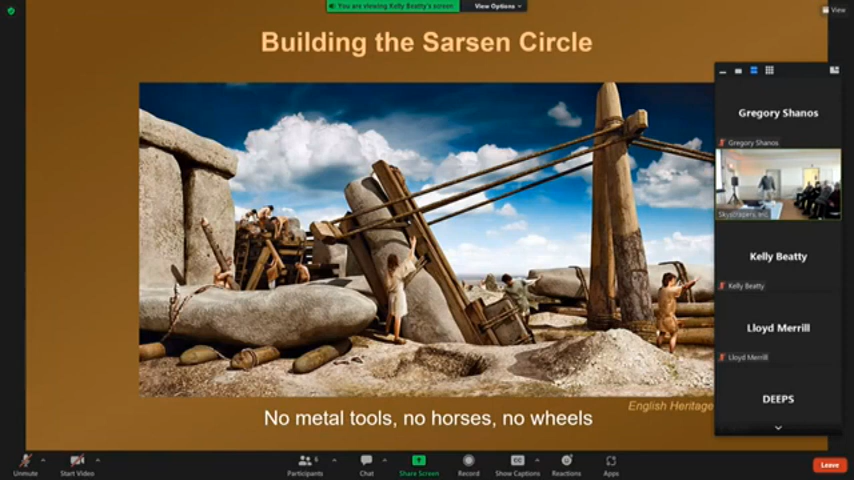 You are viewing Kelly Beatty's screen
View Options
View
Building the Sarsen Circle
Gregory Shanos
Gregory Shanos
Skyscrapers, Inc.
Kelly Beatty
Kelly Beatty
Lloyd Merrill
Lloyd Merrill
DEEPS
English Heritage
No metal tools, no horses, no wheels
Unmute
Start Video
Participants
6
Chat
Share Screen
Record
Show Captions
Reactions
Apps
Leave